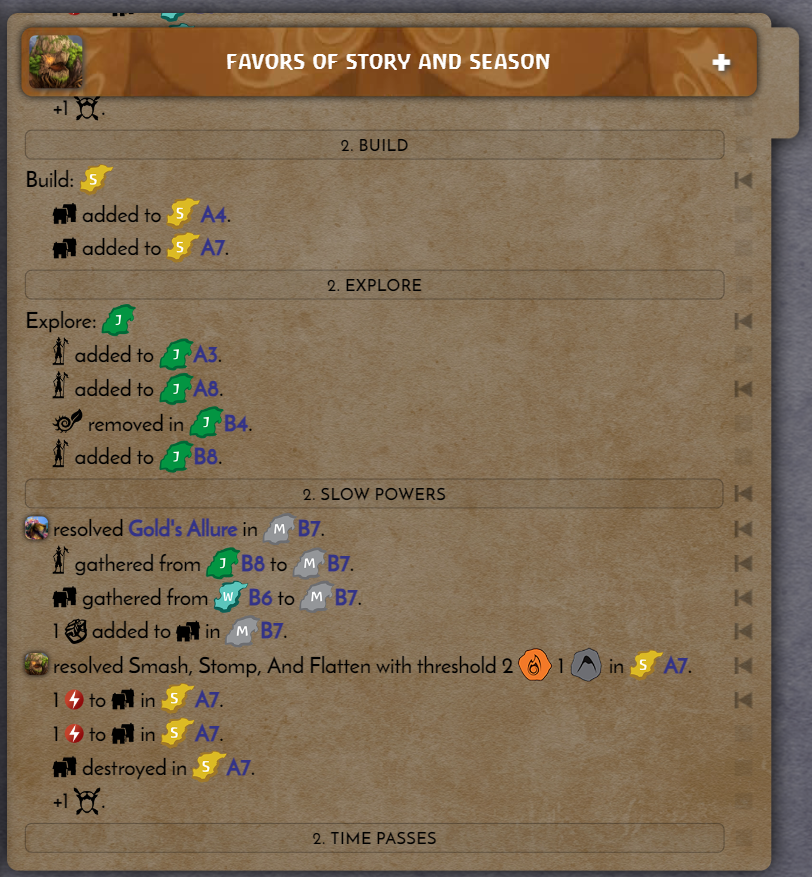 FAVORS OF STORY AND SEASON
+1 .
2. BUILD
Build: S
added to S A4.
added to S A7.
2. EXPLORE
Explore: J
added to J A3.
added to J A8.
removed in J B4.
added to J B8.
2. SLOW POWERS
resolved Gold's Allure in M B7.
gathered from J B8 to M B7.
gathered from W B6 to M B7.
1 added to in M B7.
resolved Smash, Stomp, And Flatten with threshold 2 1 in S A7.
1 to in S A7.
1 to in S A7.
destroyed in S A7.
+1 .
2. TIME PASSES